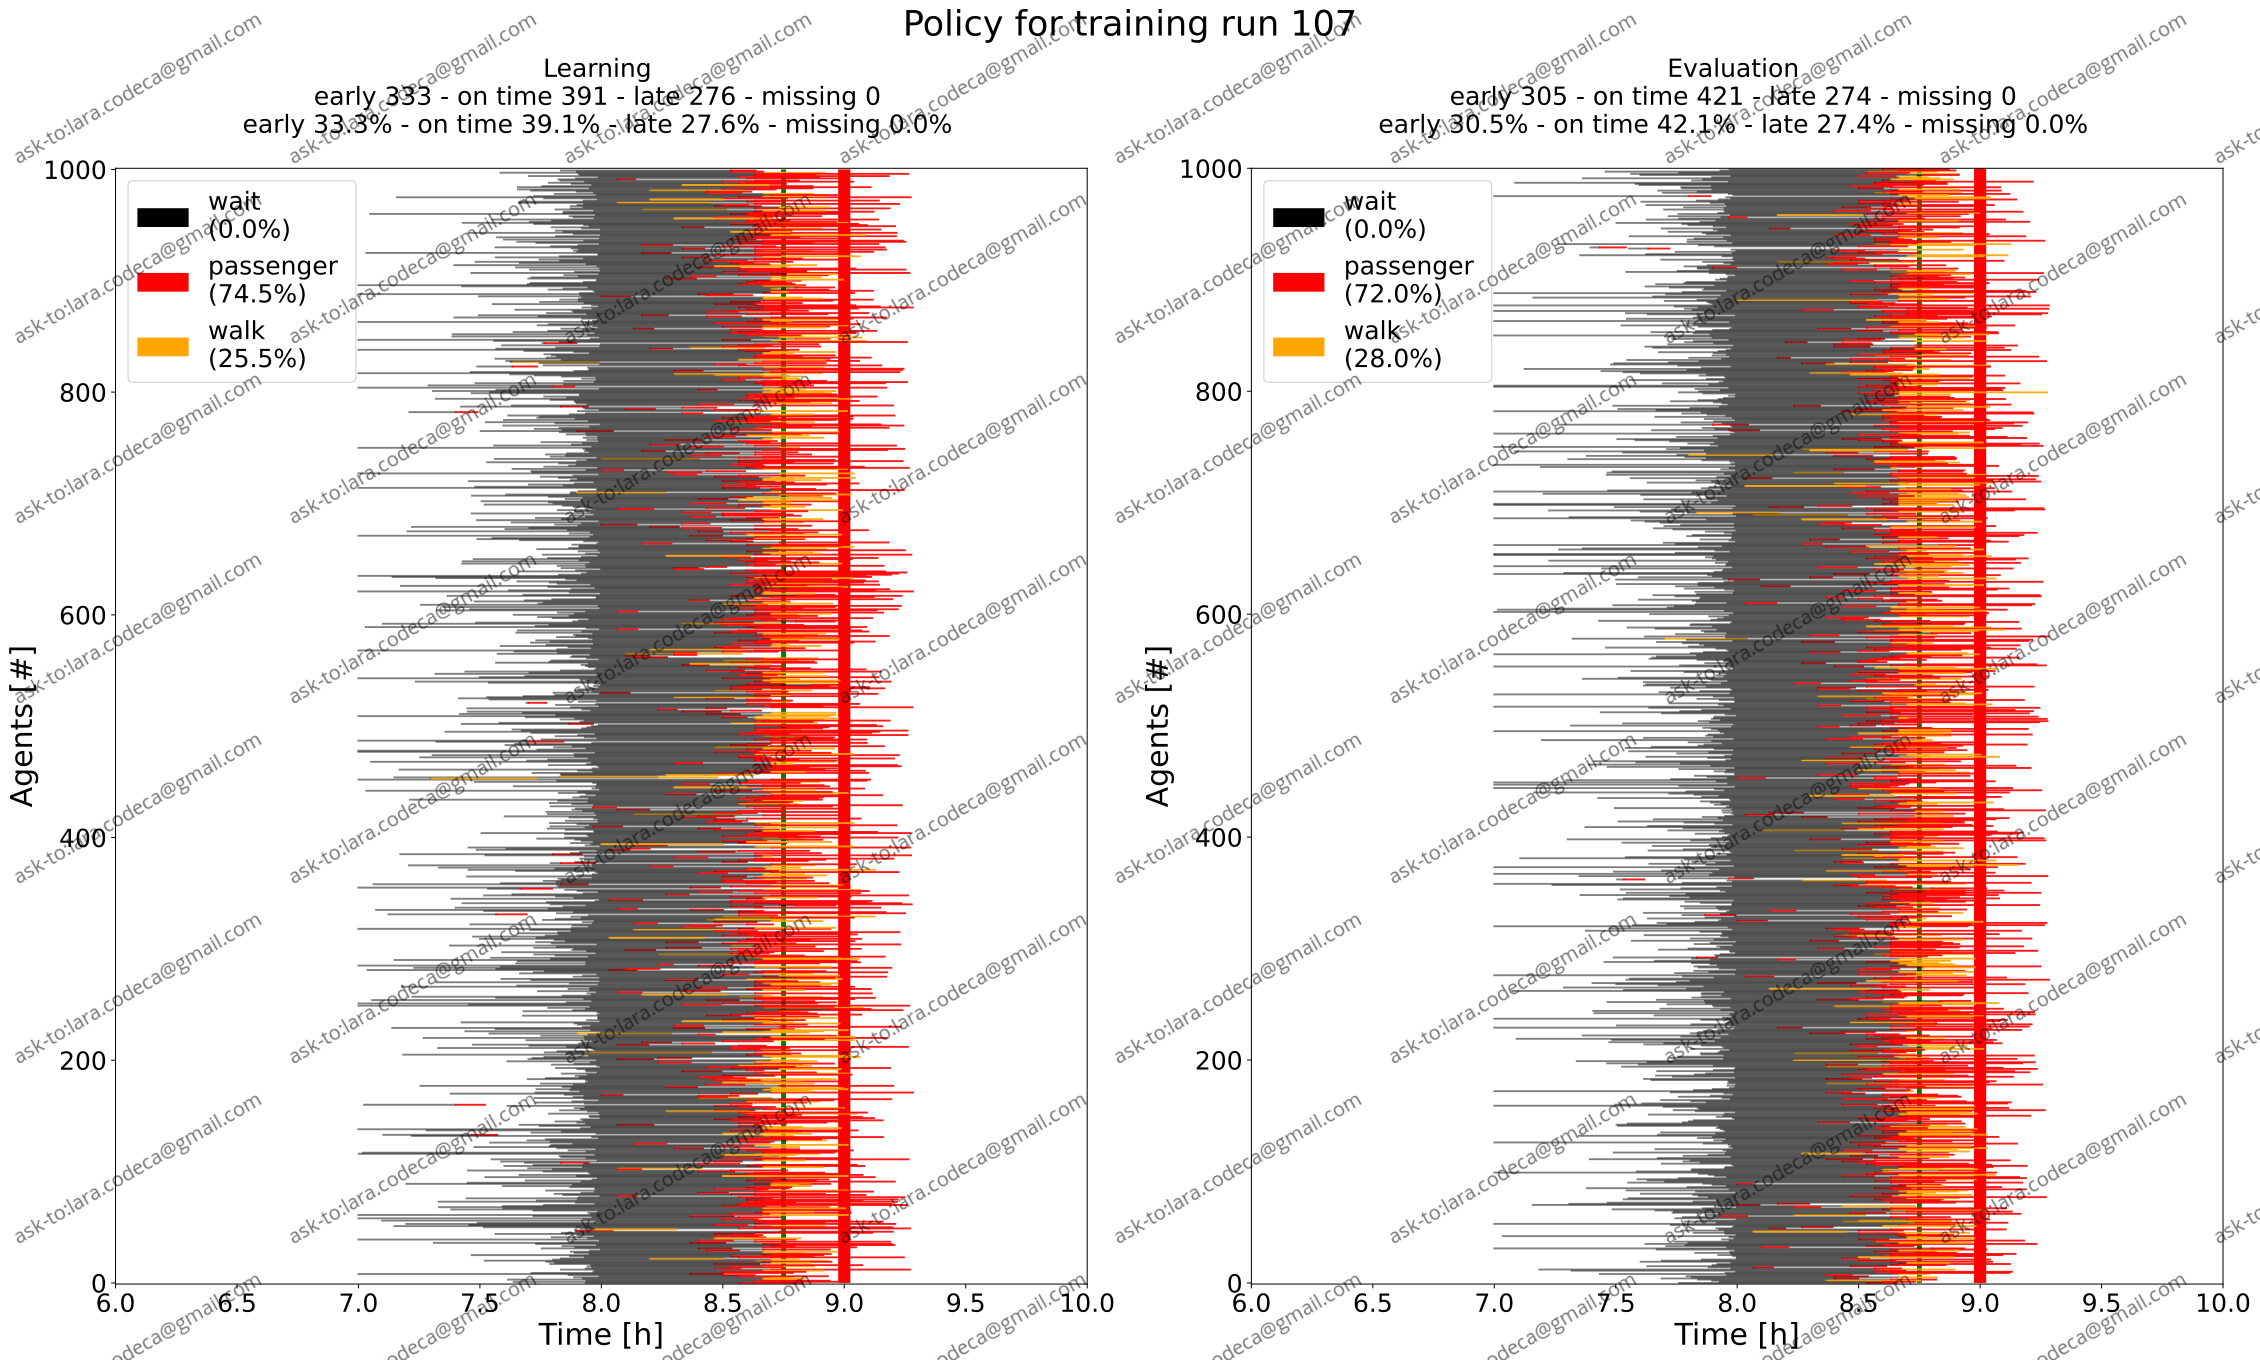 Policy for training run 107
Learning
early 333 - on time 391 - late 276 - missing 0
early 33.3% - on time 39.1% - late 27.6% - missing 0.0%
wait
(0.0%)
passenger
(74.5%)
walk
(25.5%)
1000
800
600
400
200
0
Agents [#]
6.0 6.5 7.0 7.5 8.0 8.5 9.0 9.5 10.0
Time [h]
Evaluation
early 305 - on time 421 - late 274 - missing 0
early 30.5% - on time 42.1% - late 27.4% - missing 0.0%
wait
(0.0%)
passenger
(72.0%)
walk
(28.0%)
1000
800
600
400
200
0
Agents [#]
6.0 6.5 7.0 7.5 8.0 8.5 9.0 9.5 10.0
Time [h]
ask-to:lara.codeca@gmail.com